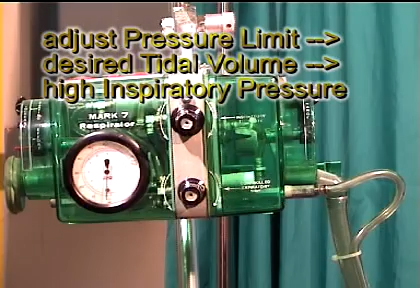 adjust Pressure Limit -->
desired Tidal Volume -->
high Inspiratory Pressure
MARK 7
Respirator